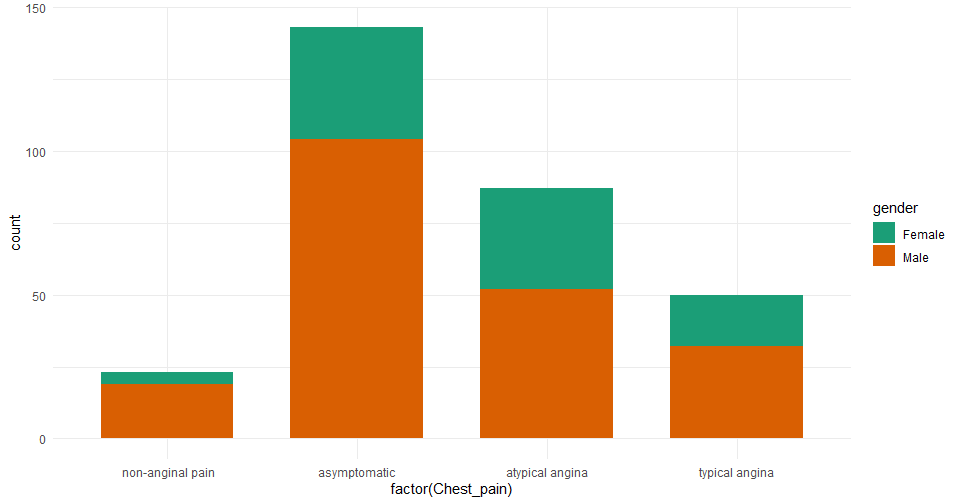 150
100
50
0
count
non-anginal pain
asymptomatic
atypical angina
typical angina
factor(Chest_pain)
gender
Female
Male